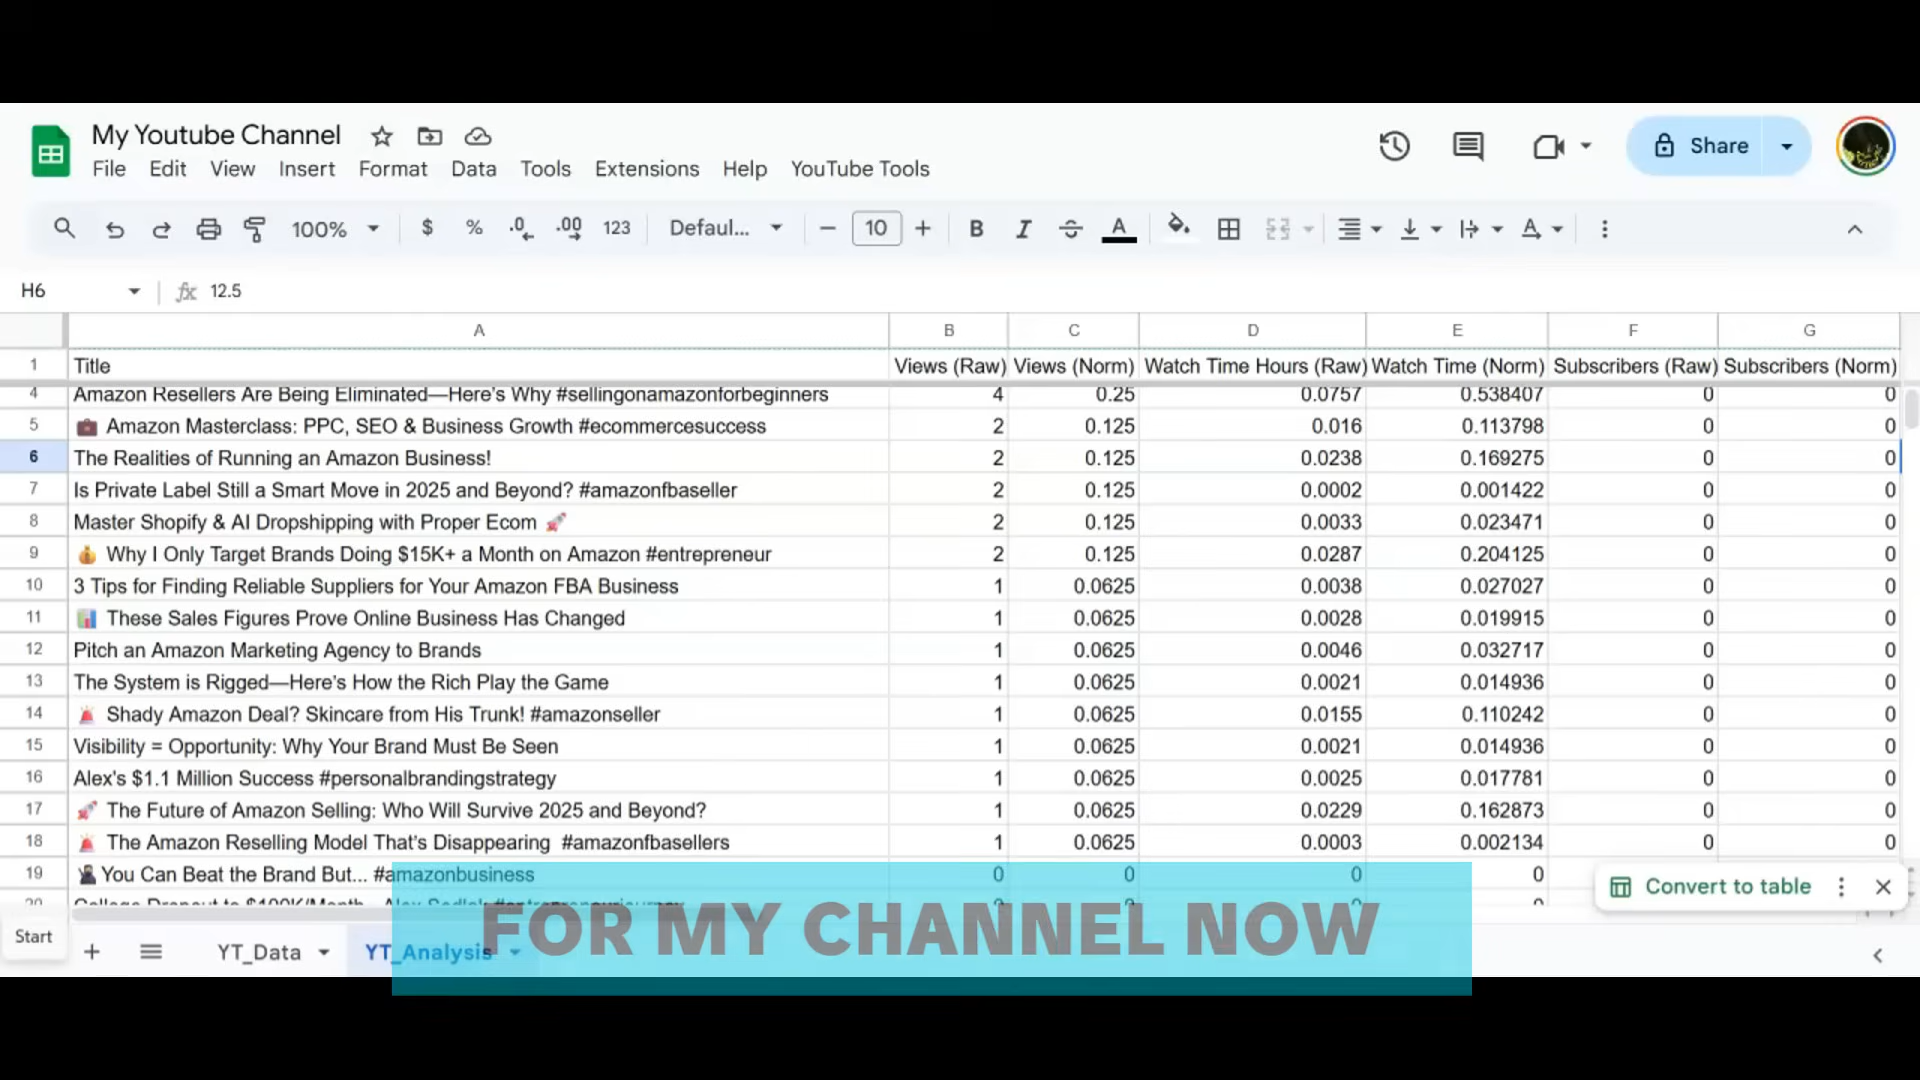 My Youtube Channel
File Edit View Insert Format Data Tools Extensions Help YouTube Tools
Share
100% $ % .0 .00 123 Defaul... 10 B I A
H6 fx 12.5
A B C D E F G
1 Title Views (Raw) Views (Norm) Watch Time Hours (Raw) Watch Time (Norm) Subscribers (Raw) Subscribers (Norm)
4 Amazon Resellers Are Being Eliminated—Here's Why #sellingonamazonforbeginners 4 0.25 0.0757 0.538407 0 0
5 💼 Amazon Masterclass: PPC, SEO & Business Growth #ecommercesuccess 2 0.125 0.016 0.113798 0 0
6 The Realities of Running an Amazon Business! 2 0.125 0.0238 0.169275 0 0
7 Is Private Label Still a Smart Move in 2025 and Beyond? #amazonfbaseller 2 0.125 0.0002 0.001422 0 0
8 Master Shopify & AI Dropshipping with Proper Ecom 🚀 2 0.125 0.0033 0.023471 0 0
9 💰 Why I Only Target Brands Doing $15K+ a Month on Amazon #entrepreneur 2 0.125 0.0287 0.204125 0 0
10 3 Tips for Finding Reliable Suppliers for Your Amazon FBA Business 1 0.0625 0.0038 0.027027 0 0
11 📊 These Sales Figures Prove Online Business Has Changed 1 0.0625 0.0028 0.019915 0 0
12 Pitch an Amazon Marketing Agency to Brands 1 0.0625 0.0046 0.032717 0 0
13 The System is Rigged—Here's How the Rich Play the Game 1 0.0625 0.0021 0.014936 0 0
14 🚨 Shady Amazon Deal? Skincare from His Trunk! #amazonseller 1 0.0625 0.0155 0.110242 0 0
15 Visibility = Opportunity: Why Your Brand Must Be Seen 1 0.0625 0.0021 0.014936 0 0
16 Alex's $1.1 Million Success #personalbrandingstrategy 1 0.0625 0.0025 0.017781 0 0
17 🚀 The Future of Amazon Selling: Who Will Survive 2025 and Beyond? 1 0.0625 0.0229 0.162873 0 0
18 🚨 The Amazon Reselling Model That's Disappearing #amazonfbasellers 1 0.0625 0.0003 0.002134 0 0
19 You Can Beat the Brand But... #amazonbusiness 0 0 0 0
Convert to table
FOR MY CHANNEL NOW
Start YT_Data YT_Analysis